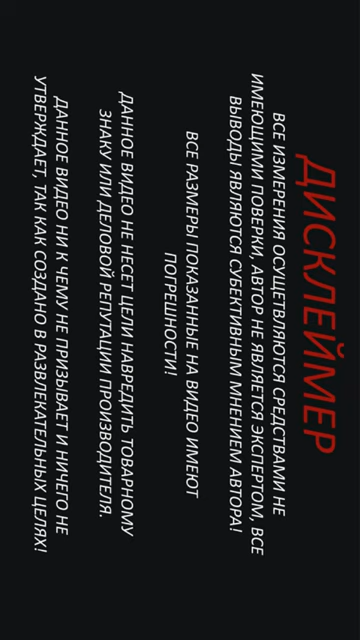 ДИСКЛЕЙМЕР
ВСЕ ИЗМЕРЕНИЯ ОСУЩЕТВЛЯЮТСЯ СРЕДСТВАМИ НЕ
ИМЕЮЩИМИ ПОВЕРКИ, АВТОР НЕ ЯВЛЯЕТСЯ ЭКСПЕРТОМ, ВСЕ
ВЫВОДЫ ЯВЛЯЮТСЯ СУБЕКТИВНЫМ МНЕНИЕМ АВТОРА!
ВСЕ РАЗМЕРЫ ПОКАЗАННЫЕ НА ВИДЕО ИМЕЮТ
ПОГРЕШНОСТИ!
ДАННОЕ ВИДЕО НЕ НЕСЕТ ЦЕЛИ НАВРЕДИТЬ ТОВАРНОМУ
ЗНАКУ ИЛИ ДЕЛОВОЙ РЕПУТАЦИИ ПРОИЗВОДИТЕЛЯ.
ДАННОЕ ВИДЕО НИ К ЧЕМУ НЕ ПРИЗЫВАЕТ И НИЧЕГО НЕ
УТВЕРЖДАЕТ, ТАК КАК СОЗДАНО В РАЗВЛЕКАТЕЛЬНЫХ ЦЕЛЯХ!